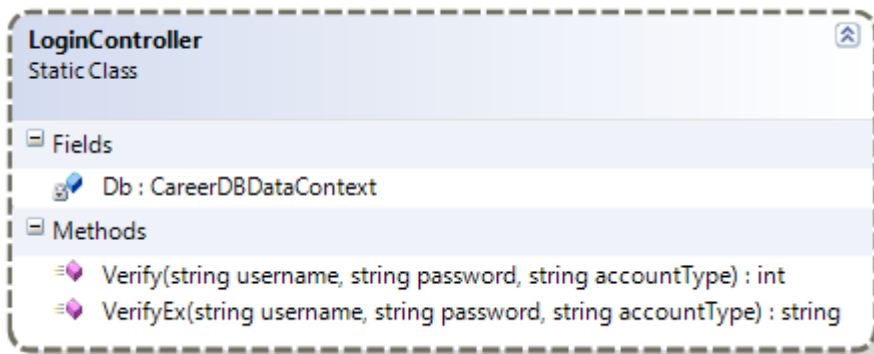 LoginController
Static Class
Fields
Db : CareerDBDataContext
Methods
Verify(string username, string password, string accountType) : int
VerifyEx(string username, string password, string accountType) : string